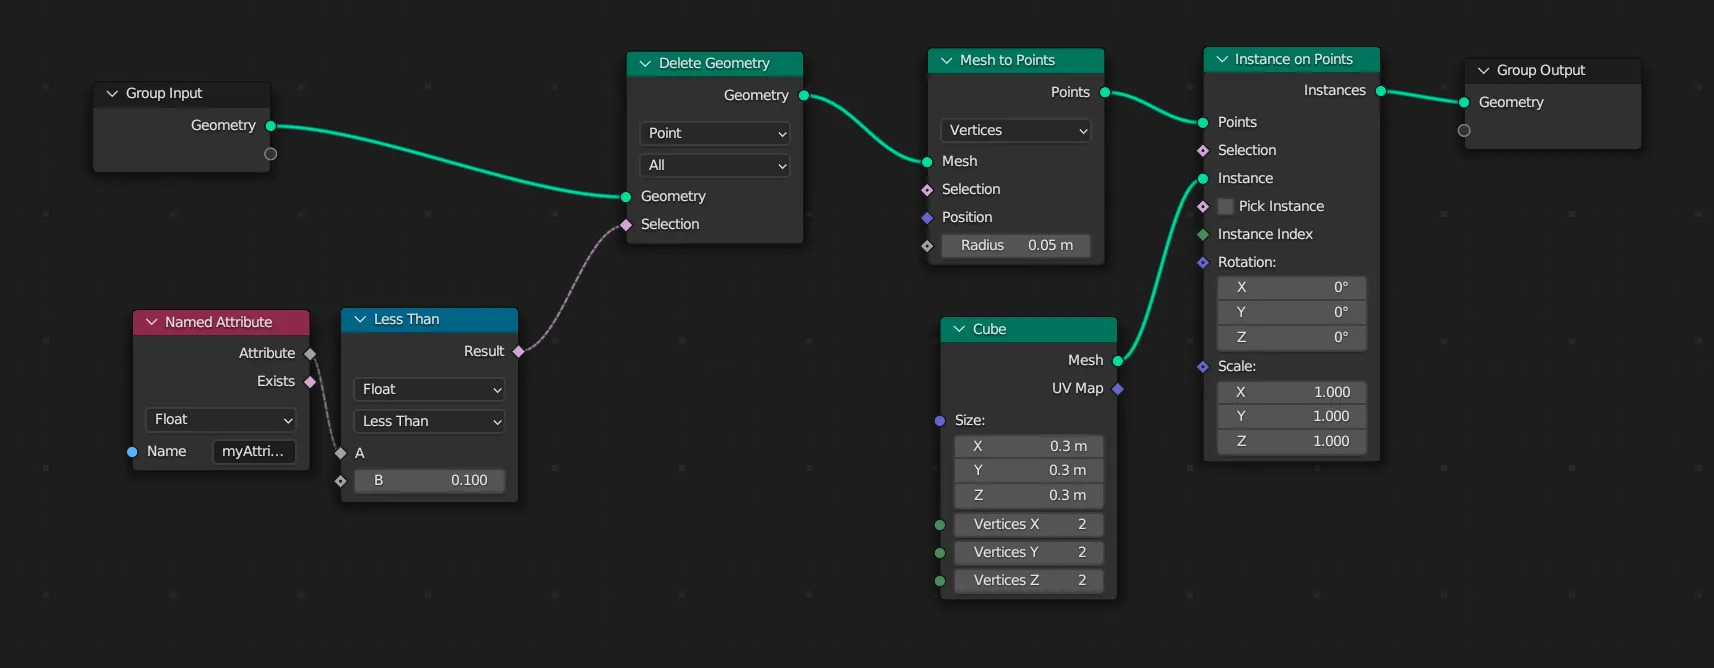 Group Input
Geometry
Named Attribute
Attribute
Exists
Float
Name myAttri...
Less Than
Result
Float
Less Than
A
B 0.100
Delete Geometry
Geometry
Point
All
Geometry
Selection
Mesh to Points
Points
Vertices
Mesh
Selection
Position
Radius 0.05 m
Cube
Mesh
UV Map
Size:
X 0.3 m
Y 0.3 m
Z 0.3 m
Vertices X 2
Vertices Y 2
Vertices Z 2
Instance on Points
Instances
Points
Selection
Instance
Pick Instance
Instance Index
Rotation:
X 0°
Y 0°
Z 0°
Scale:
X 1.000
Y 1.000
Z 1.000
Group Output
Geometry